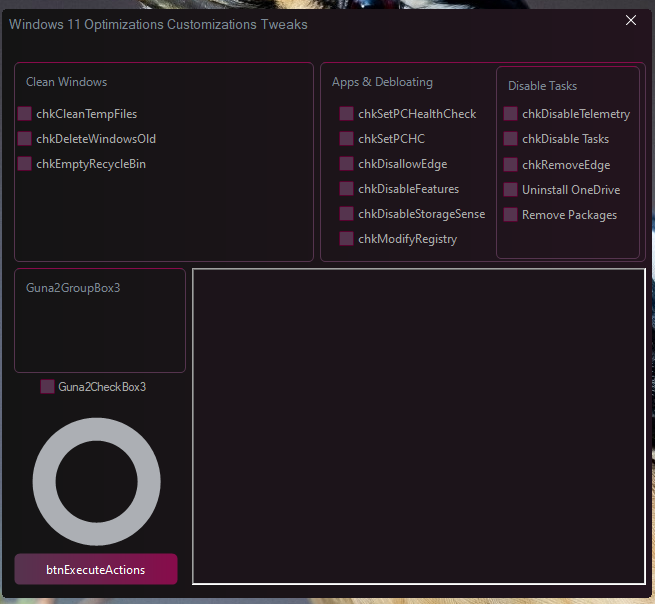 Windows 11 Optimizations Customizations Tweaks
Clean Windows
chkCleanTempFiles
chkDeleteWindowsOld
chkEmptyRecycleBin
Apps & Debloating
chkSetPCHealthCheck
chkSetPCHC
chkDisallowEdge
chkDisableFeatures
chkDisableStorageSense
chkModifyRegistry
Disable Tasks
chkDisableTelemetry
chkDisable Tasks
chkRemoveEdge
Uninstall OneDrive
Remove Packages
Guna2GroupBox3
Guna2CheckBox3
btnExecuteActions